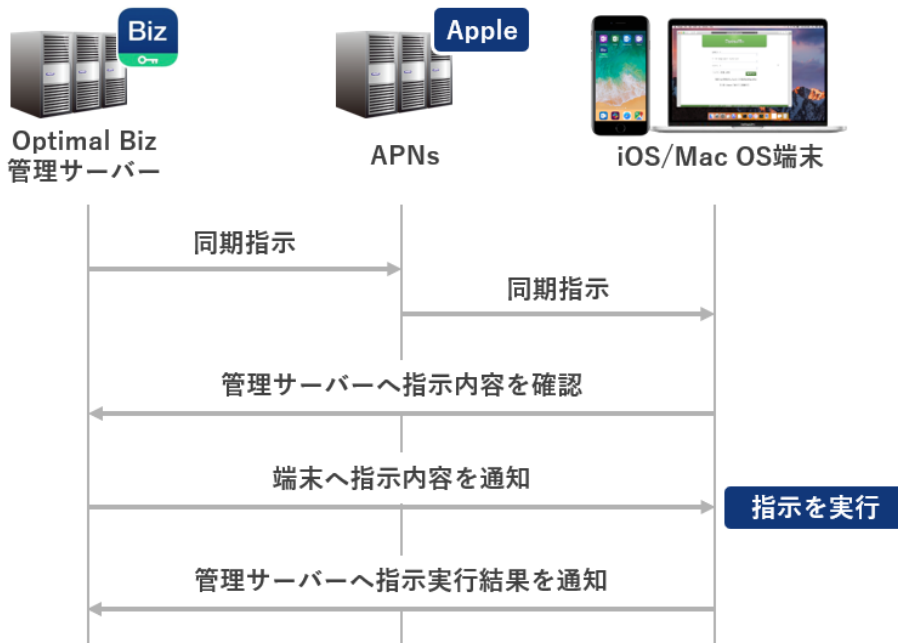 Biz
Apple
Optimal Biz
管理サーバー
APNs
iOS/Mac OS端末
同期指示
同期指示
管理サーバーへ指示内容を確認
端末へ指示内容を通知
指示を実行
管理サーバーへ指示実行結果を通知